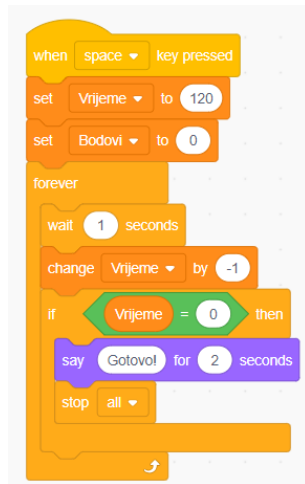 when space key pressed
set Vrijeme to 120
set Bodovi to 0
forever
wait 1 seconds
change Vrijeme by -1
if Vrijeme = 0 then
say Gotovo! for 2 seconds
stop all